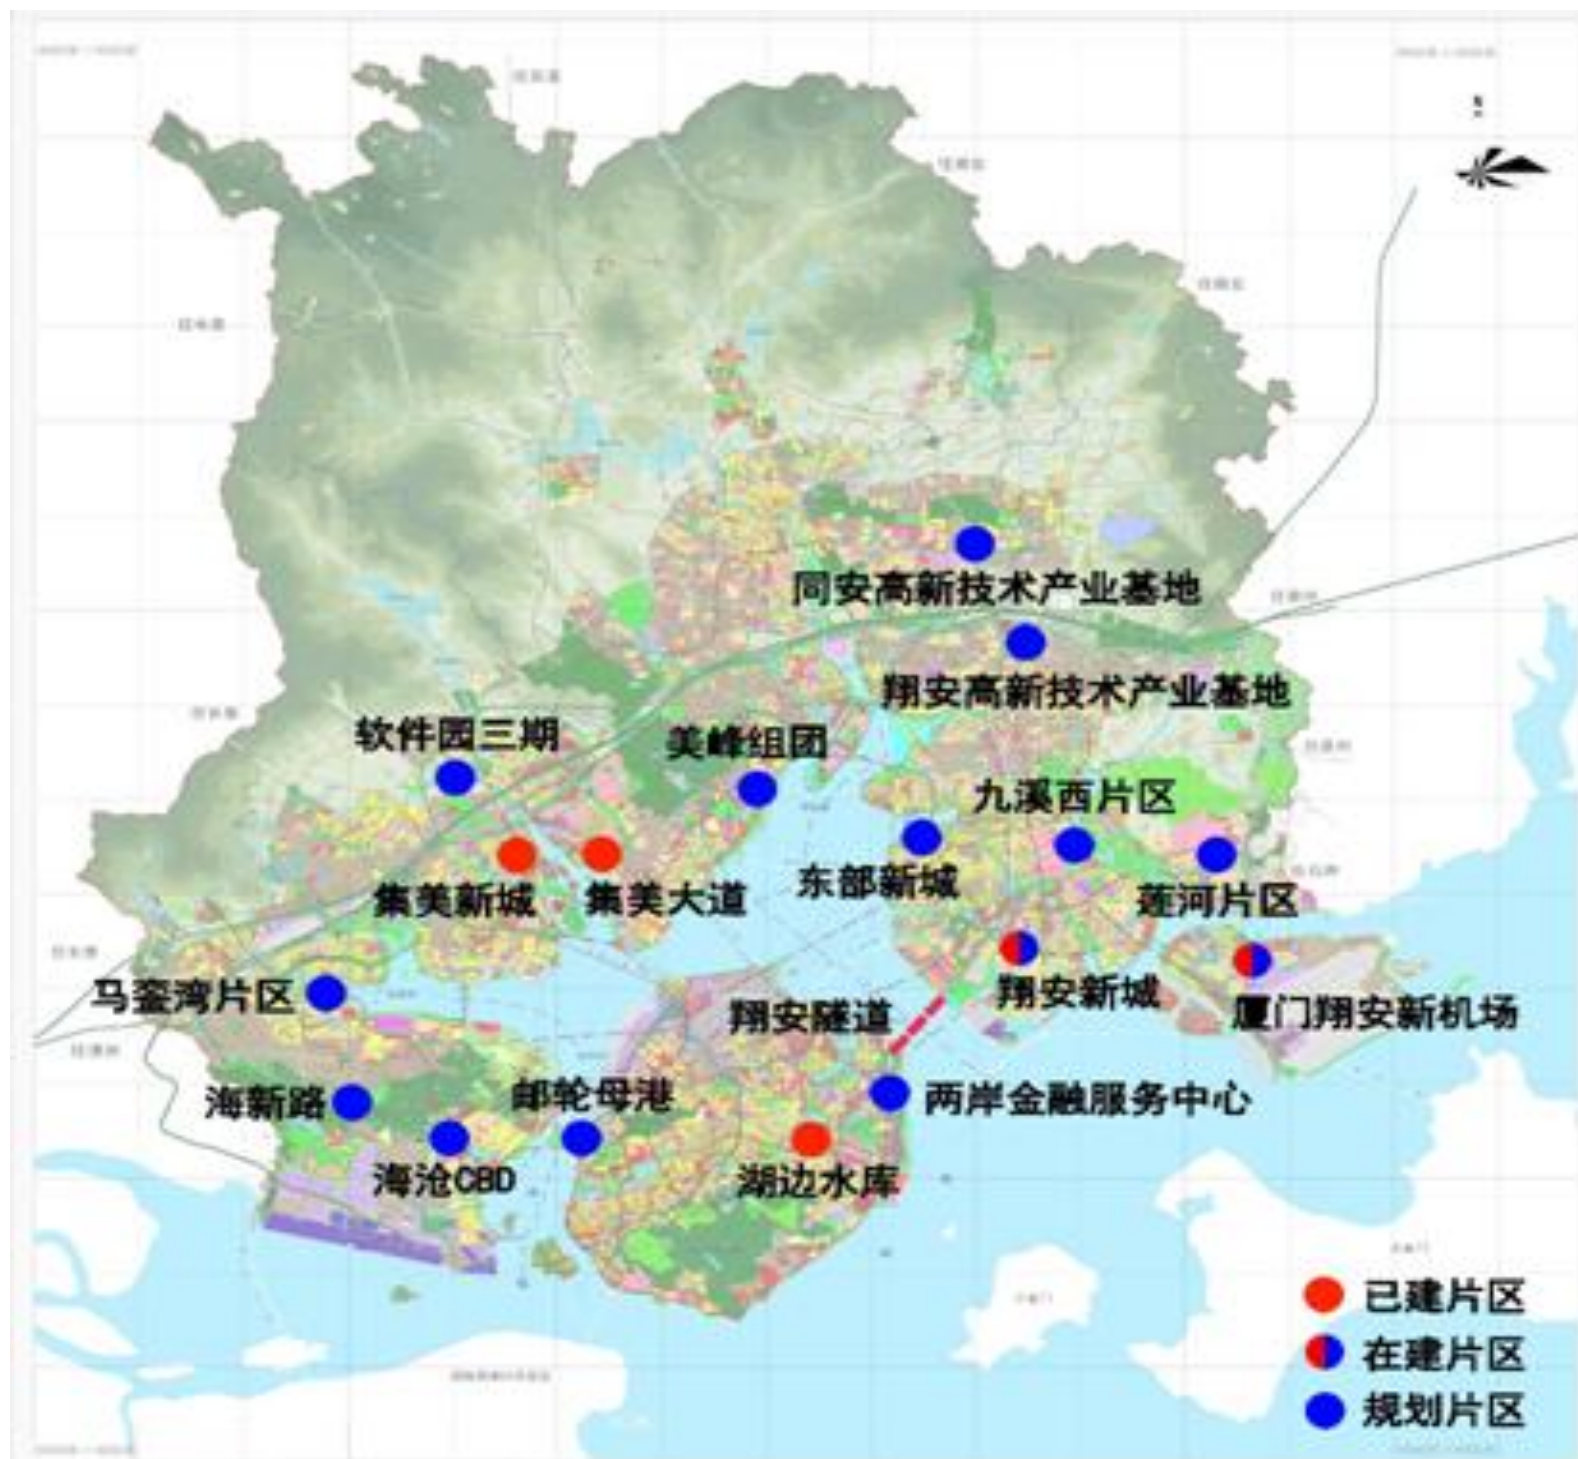 同安高新技术产业基地
翔安高新技术产业基地
软件园三期
美峰组团
九溪西片区
东部新城
集美新城
集美大道
莲河片区
马銮湾片区
翔安隧道
翔安新城
厦门翔安新机场
海新路
邮轮母港
两岸金融服务中心
海沧CBD
湖边水库
已建片区
在建片区
规划片区